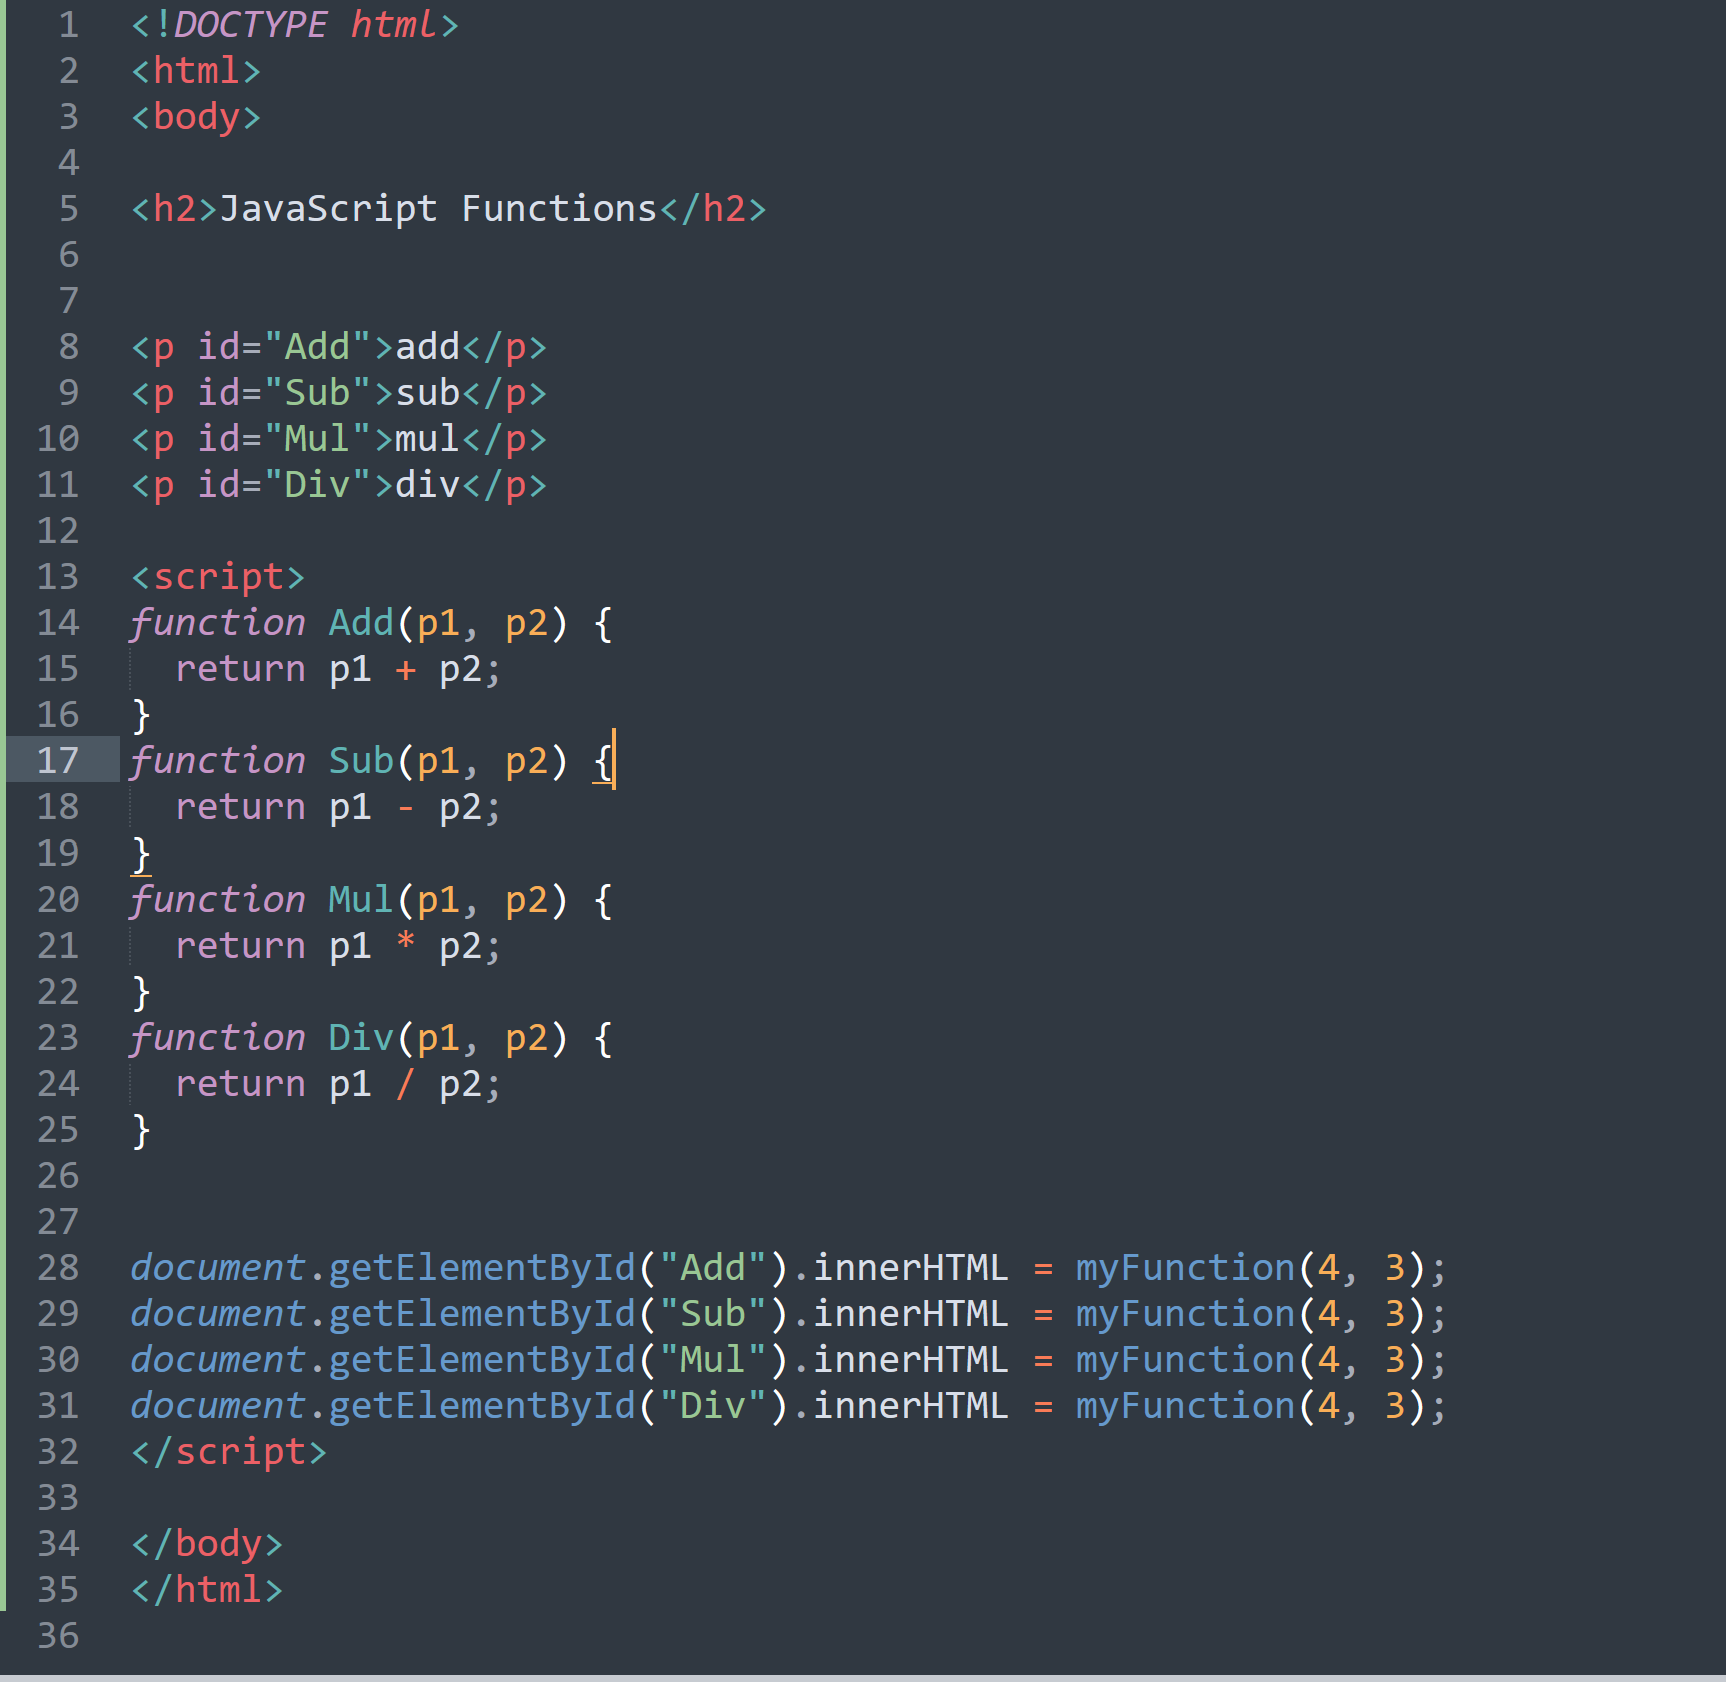 1 <!DOCTYPE html>
2 <html>
3 <body>
4
5 <h2>JavaScript Functions</h2>
6
7
8 <p id="Add">add</p>
9 <p id="Sub">sub</p>
10 <p id="Mul">mul</p>
11 <p id="Div">div</p>
12
13 <script>
14 function Add(p1, p2) {
15   return p1 + p2;
16 }
17 function Sub(p1, p2) {
18   return p1 - p2;
19 }
20 function Mul(p1, p2) {
21   return p1 * p2;
22 }
23 function Div(p1, p2) {
24   return p1 / p2;
25 }
26
27
28 document.getElementById("Add").innerHTML = myFunction(4, 3);
29 document.getElementById("Sub").innerHTML = myFunction(4, 3);
30 document.getElementById("Mul").innerHTML = myFunction(4, 3);
31 document.getElementById("Div").innerHTML = myFunction(4, 3);
32 </script>
33
34 </body>
35 </html>
36